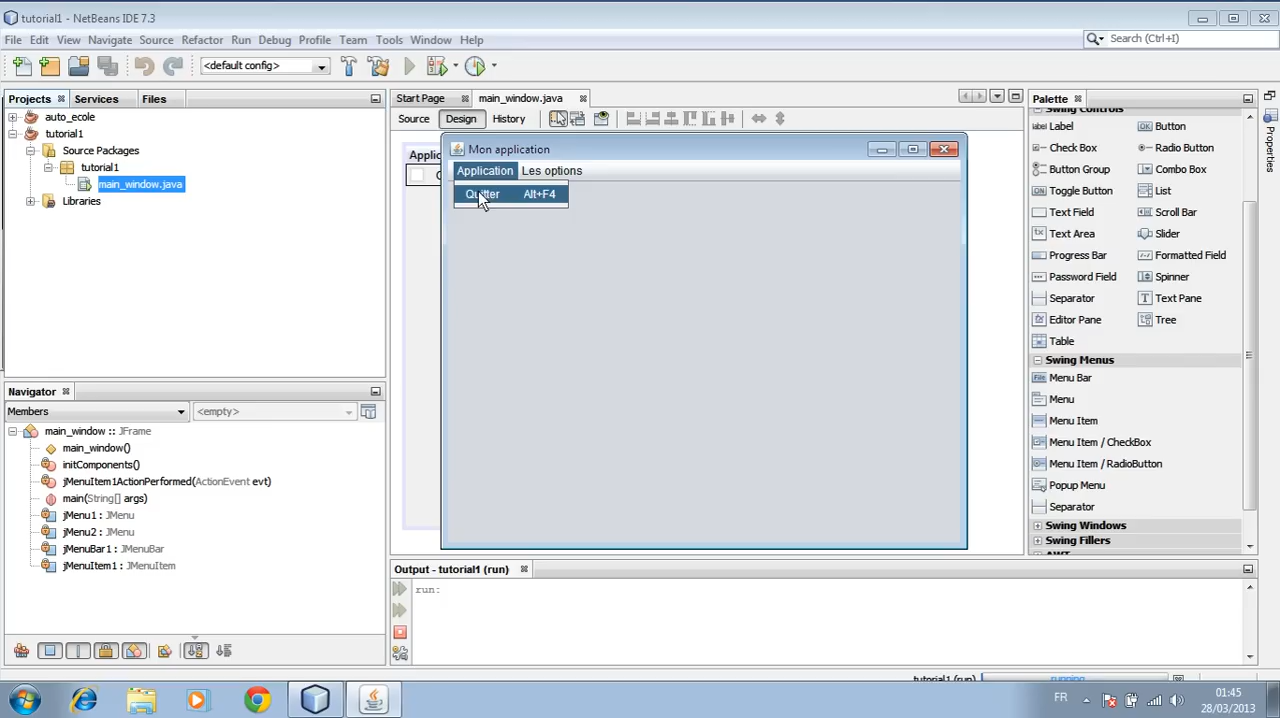 tutorial1 - NetBeans IDE 7.3
File Edit View Navigate Source Refactor Run Debug Profile Team Tools Window Help
Search (Ctrl+I)
<default config>
Projects Services Files
auto_ecole
tutorial1
Source Packages
tutorial1
main_window.java
Libraries
Start Page main_window.java
Source Design History
Mon application
Application Les options
Quitter Alt+F4
Palette
Swing Controls
Label Button
Check Box Radio Button
Button Group Combo Box
Toggle Button List
Text Field Scroll Bar
Text Area Slider
Progress Bar Formatted Field
Password Field Spinner
Separator Text Pane
Editor Pane Tree
Table
Swing Menus
Menu Bar
Menu
Menu Item
Menu Item / CheckBox
Menu Item / RadioButton
Popup Menu
Separator
Swing Windows
Swing Fillers
AWT
Properties
Navigator
Members <empty>
main_window :: JFrame
main_window()
initComponents()
jMenuItem1ActionPerformed(ActionEvent evt)
main(String[] args)
jMenu1 : JMenu
jMenu2 : JMenu
jMenuBar1 : JMenuBar
jMenuItem1 : JMenuItem
Output - tutorial1 (run)
run:
tutorial1 (run) running...
FR
01:45
28/03/2013